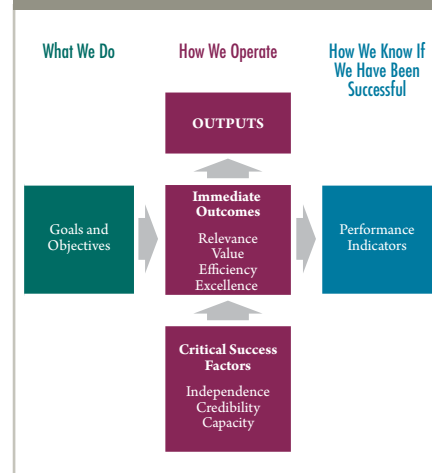 What We Do
How We Operate
How We Know If
We Have Been
Successful
OUTPUTS
Goals and
Objectives
Immediate
Outcomes
Relevance
Value
Efficiency
Excellence
Performance
Indicators
Critical Success
Factors
Independence
Credibility
Capacity